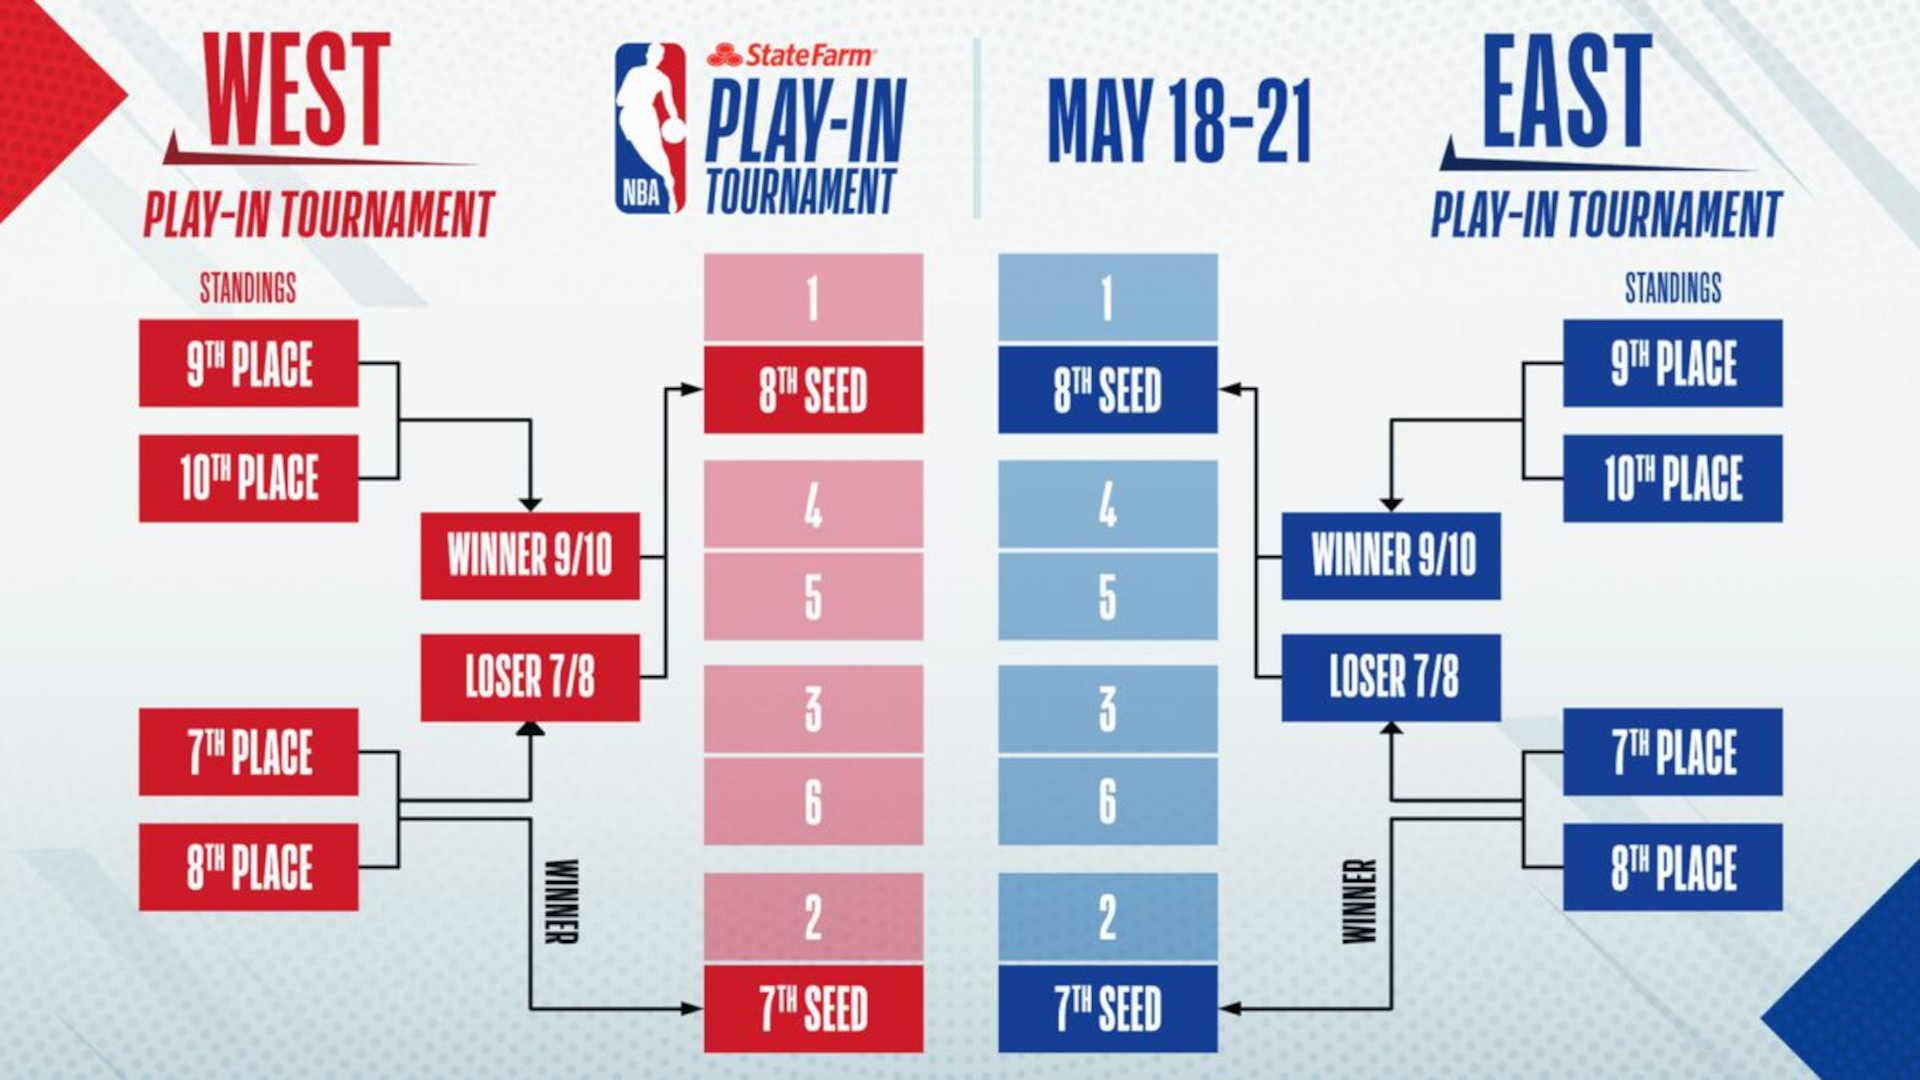 WEST
PLAY-IN TOURNAMENT
STANDINGS
9TH PLACE
10TH PLACE
WINNER 9/10
LOSER 7/8
7TH PLACE
8TH PLACE
WINNER
NBA
StateFarm
PLAY-IN
TOURNAMENT
MAY 18-21
1
8TH SEED
4
5
3
6
2
7TH SEED
1
8TH SEED
4
5
3
6
2
7TH SEED
EAST
PLAY-IN TOURNAMENT
STANDINGS
9TH PLACE
10TH PLACE
WINNER 9/10
LOSER 7/8
7TH PLACE
8TH PLACE
WINNER